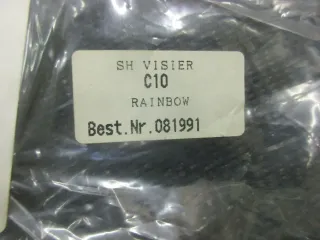 SH VISIER
C10
RAINBOW
Best.Nr.081991